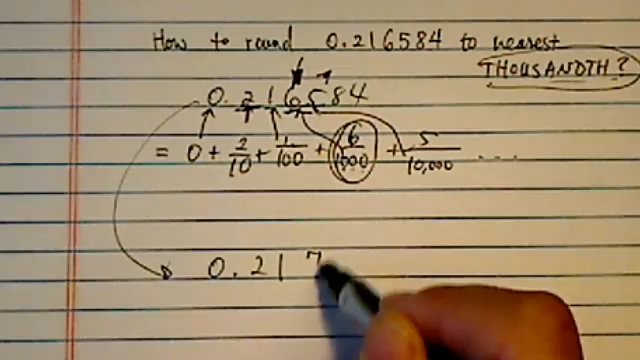 How to round 0.216584 to nearest
THOUSANDTH?
0.216584
= 0 + 2/10 + 1/100 + 6/1000 + 5/10,000 ....
0.217